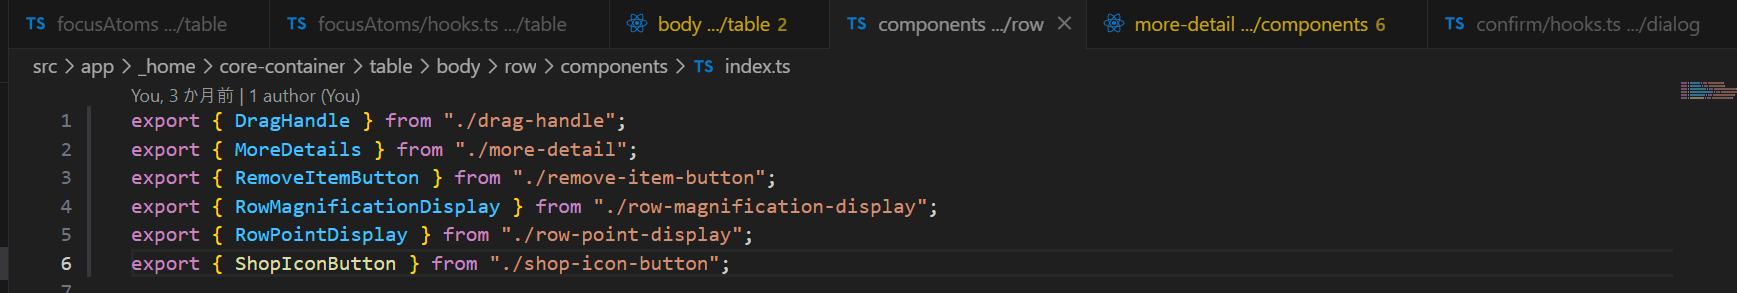 TS focusAtoms .../table TS focusAtoms/hooks.ts .../table body .../table 2 TS components .../row more-detail .../components 6 TS confirm/hooks.ts .../dialog
src > app > _home > core-container > table > body > row > components > TS index.ts
You, 3 か月前 | 1 author (You)
1 export { DragHandle } from "./drag-handle";
2 export { MoreDetails } from "./more-detail";
3 export { RemoveItemButton } from "./remove-item-button";
4 export { RowMagnificationDisplay } from "./row-magnification-display";
5 export { RowPointDisplay } from "./row-point-display";
6 export { ShopIconButton } from "./shop-icon-button";
7